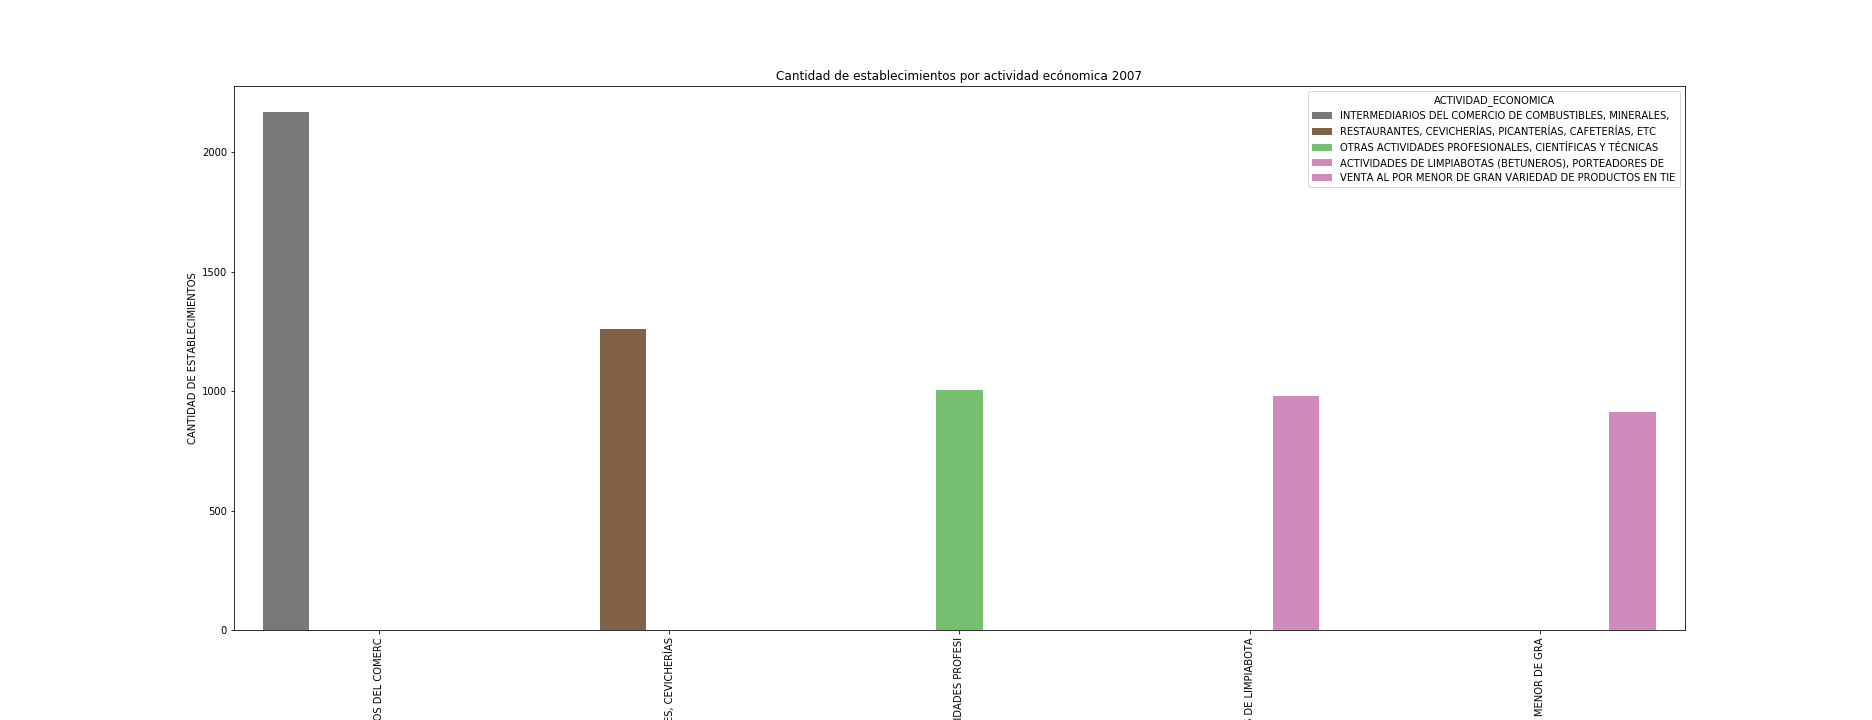 Cantidad de establecimientos por actividad ecónomica 2007
ACTIVIDAD_ECONOMICA
INTERMEDIARIOS DEL COMERCIO DE COMBUSTIBLES, MINERALES,
RESTAURANTES, CEVICHERÍAS, PICANTERÍAS, CAFETERÍAS, ETC
OTRAS ACTIVIDADES PROFESIONALES, CIENTÍFICAS Y TÉCNICAS
ACTIVIDADES DE LIMPIABOTAS (BETUNEROS), PORTEADORES DE
VENTA AL POR MENOR DE GRAN VARIEDAD DE PRODUCTOS EN TIE
CANTIDAD DE ESTABLECIMIENTOS
2000
1500
1000
500
0
OS DEL COMERC
ES, CEVICHERÍAS
IDADES PROFESI
DE LIMPIABOTA
MENOR DE GRA